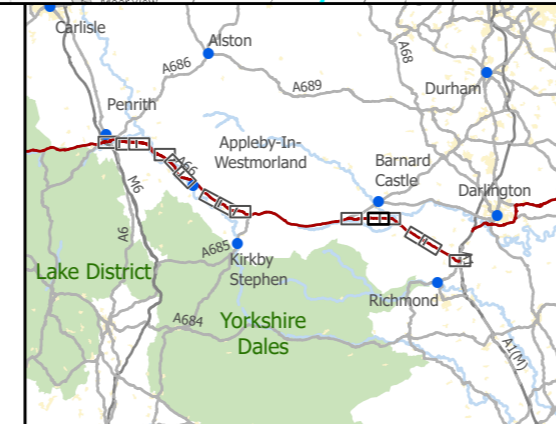 Carlisle
Alston
A68
A686
A689
Durham
Penrith
Appleby-In-
Westmorland
A66
Barnard
Castle
Darlington
M6
A6
A685
Kirkby
Stephen
Lake District
Richmond
A684
Yorkshire
Dales
A1(M)